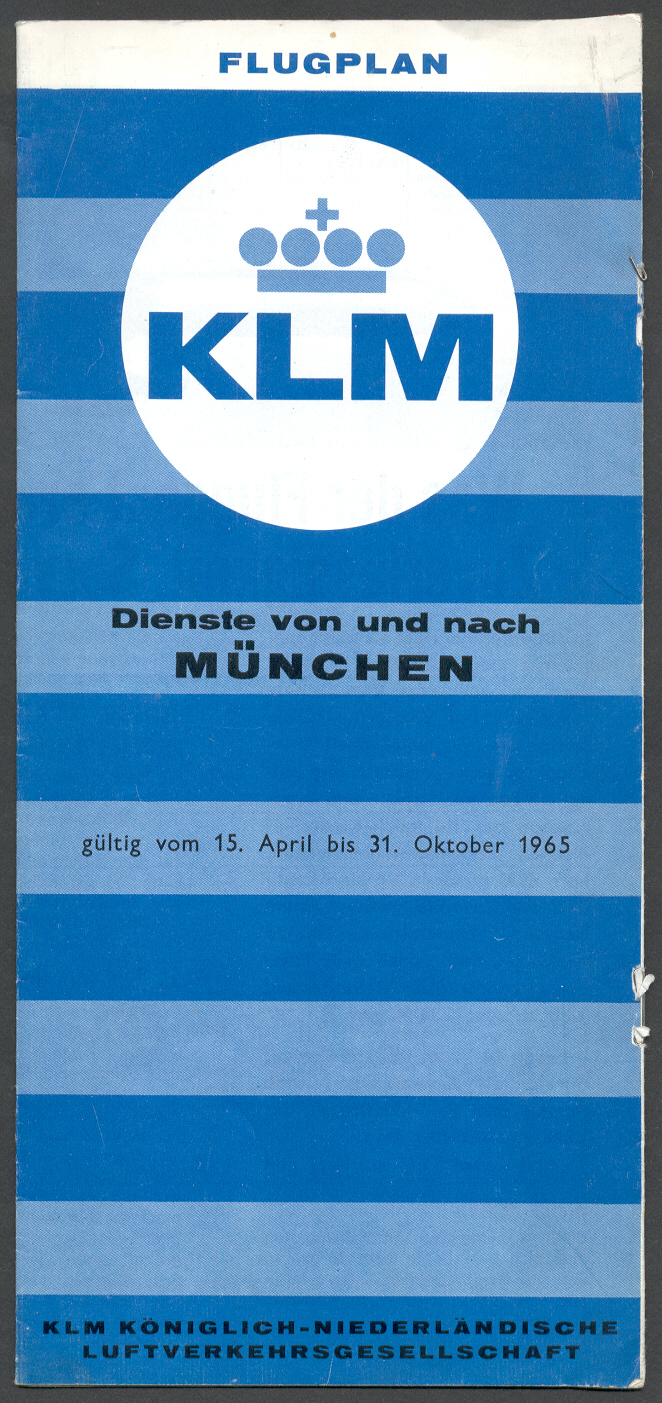 FLUGPLAN
KLM
Dienste von und nach
MÜNCHEN
gültig vom 15. April bis 31. Oktober 1965
KLM KÖNIGLICH-NIEDERLÄNDISCHE
LUFTVERKEHRSGESELLSCHAFT